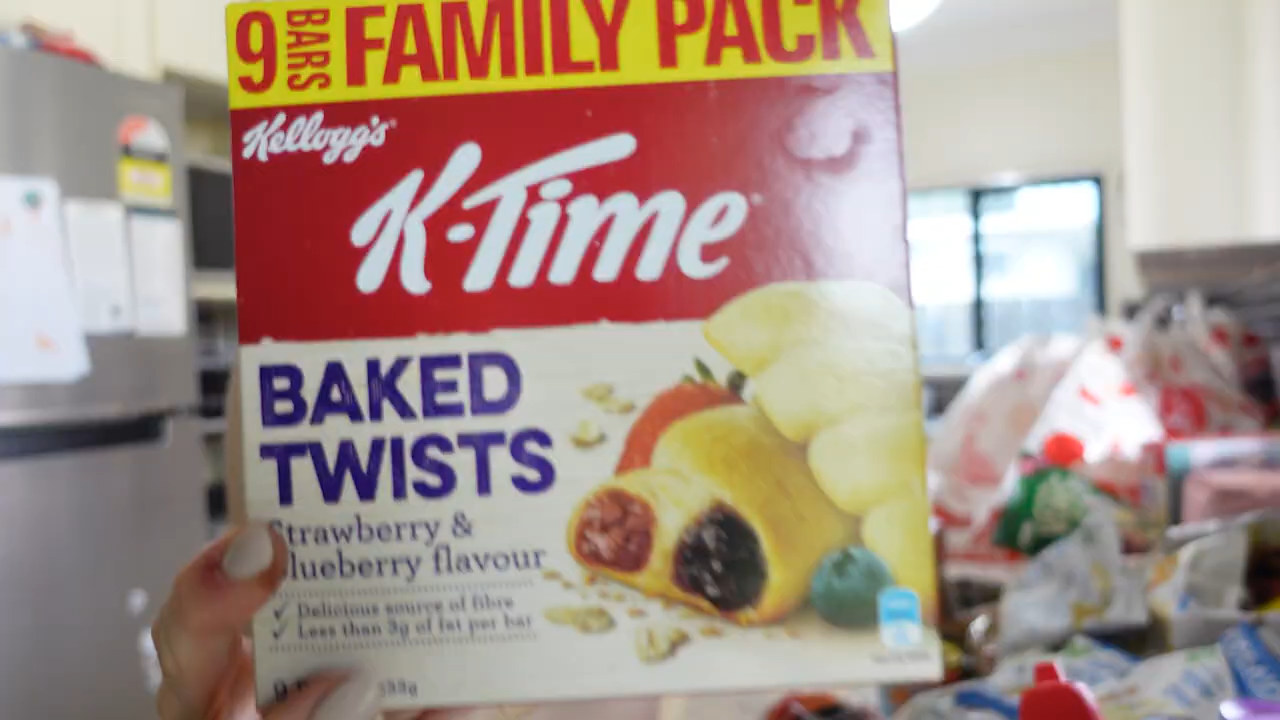 9 BARS FAMILY PACK
Kellogg's
K-Time
BAKED
TWISTS
Strawberry &
lueberry flavour
✓ Delicious source of fibre
✓ Less than 3g of fat per bar